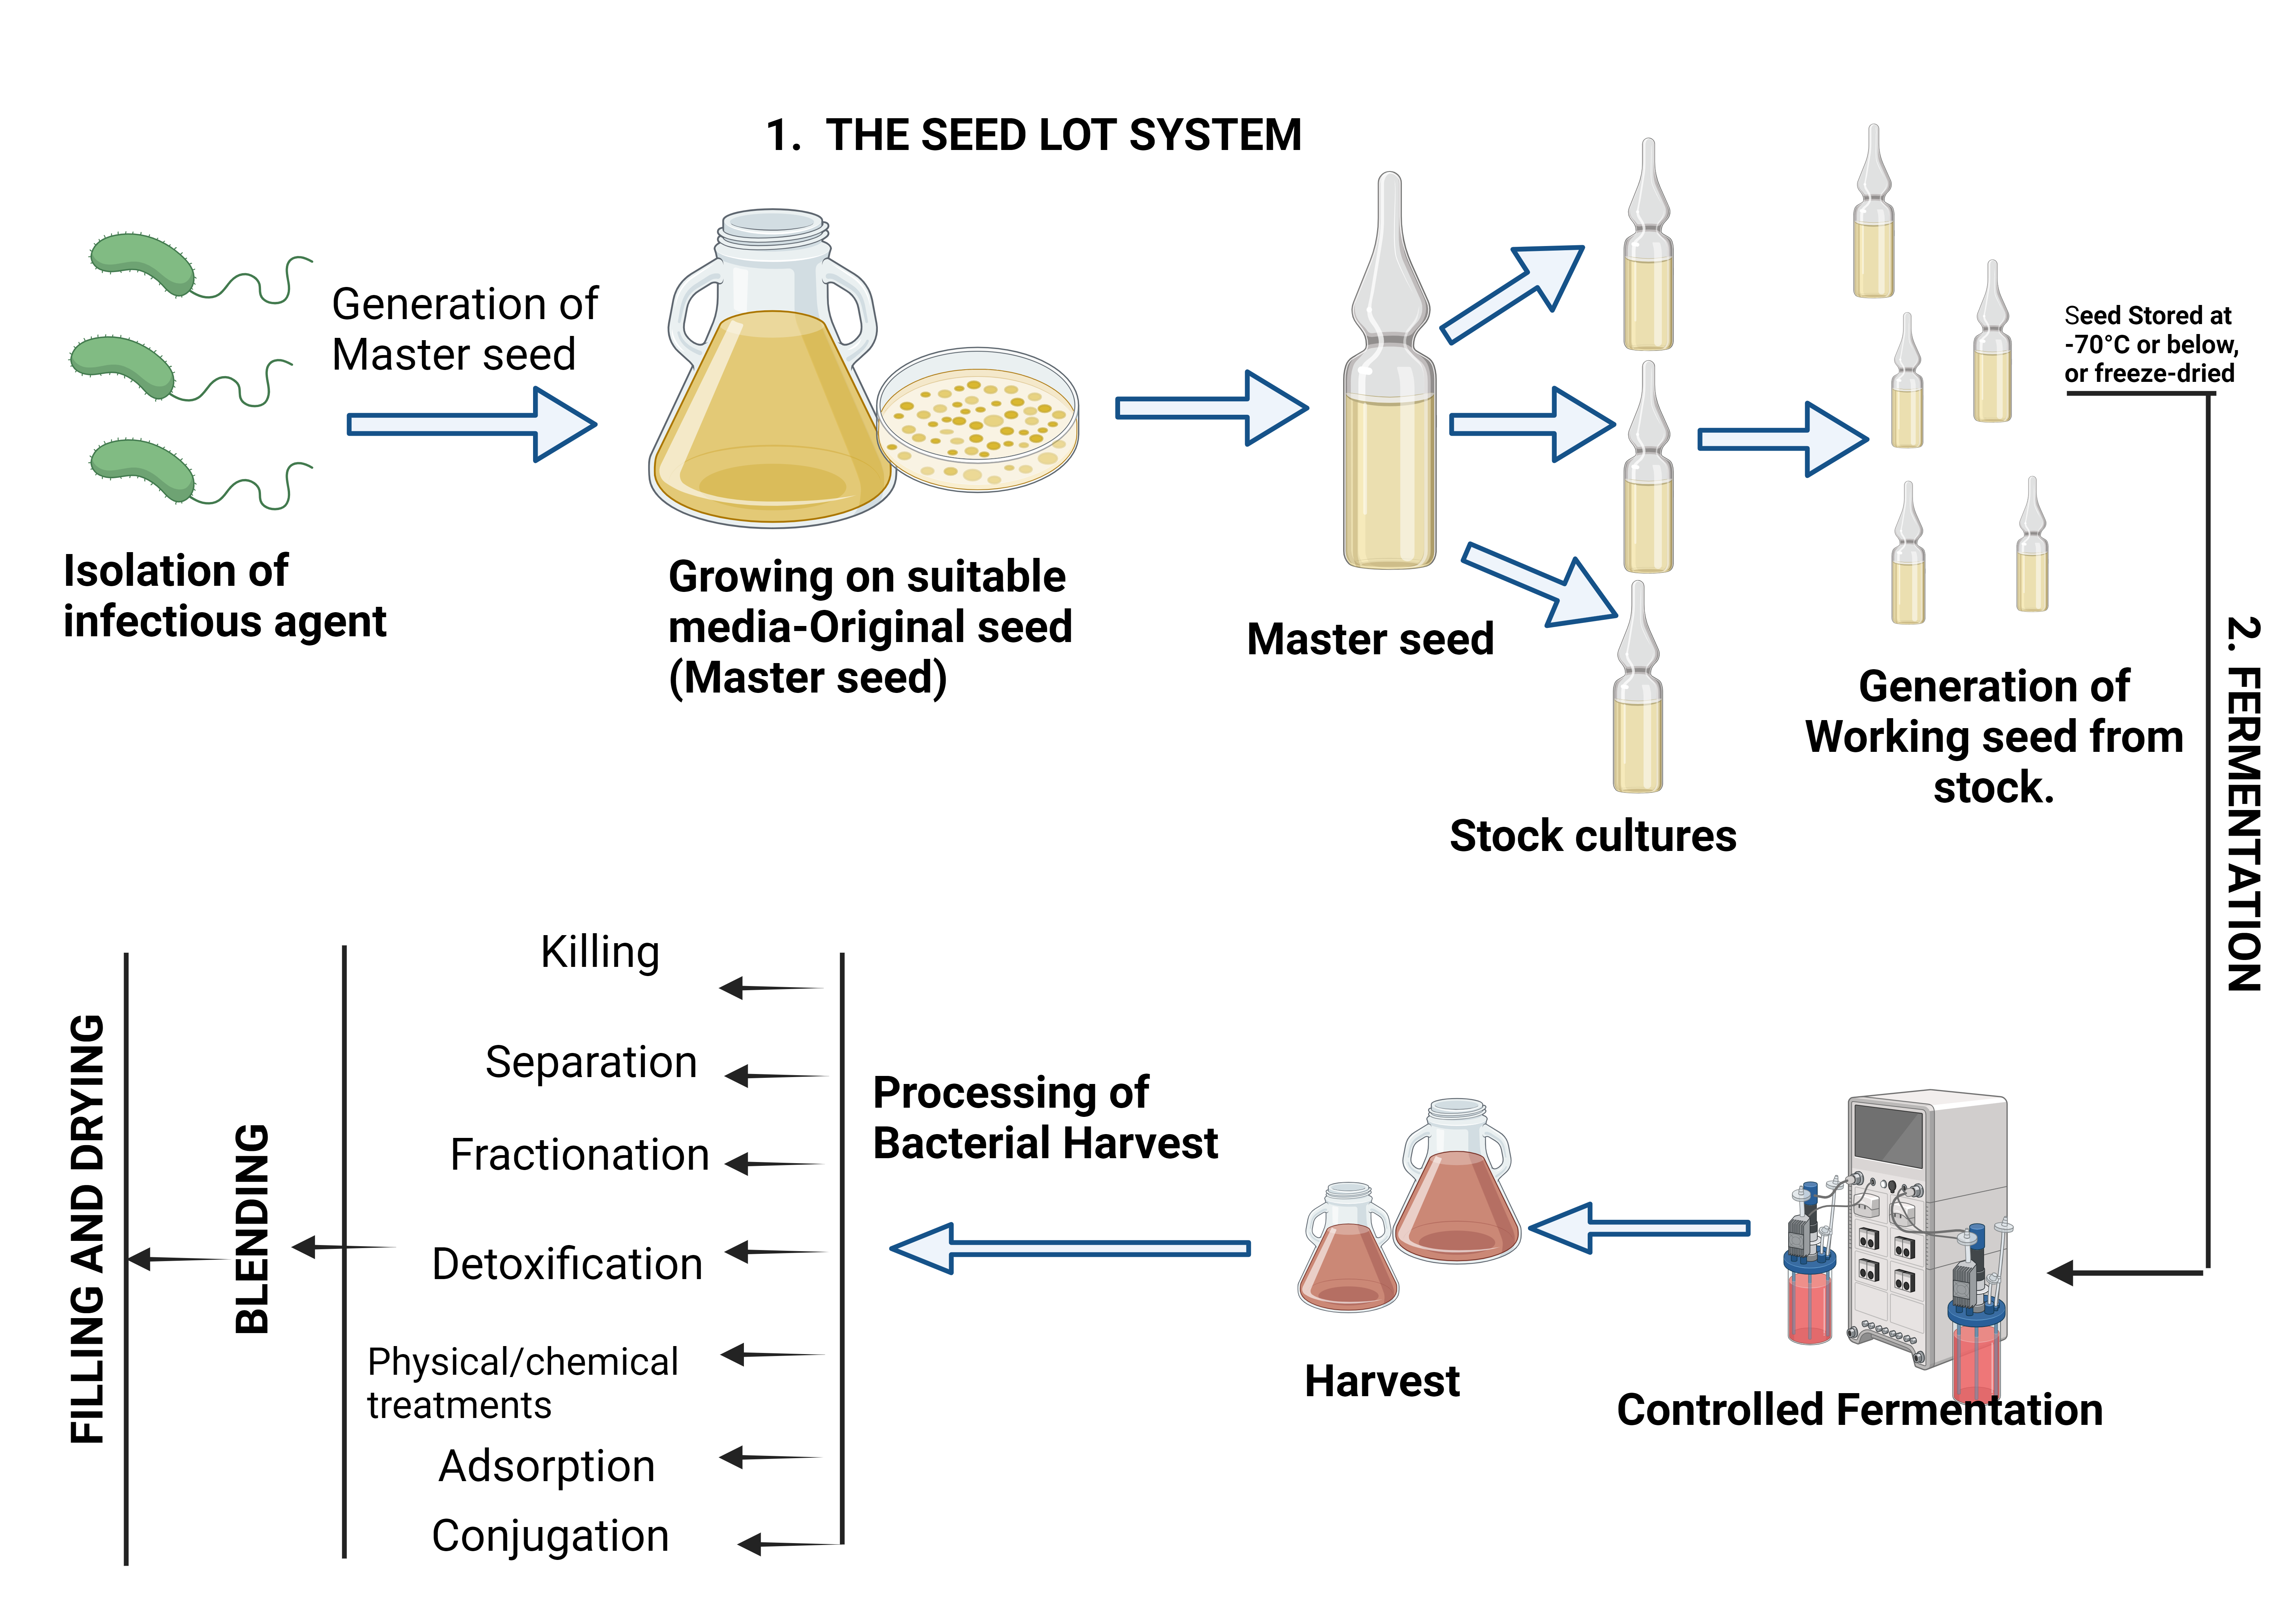 1. THE SEED LOT SYSTEM
Generation of
Master seed
Isolation of
infectious agent
Growing on suitable
media-Original seed
(Master seed)
Master seed
Stock cultures
Seed Stored at
-70°C or below,
or freeze-dried
Generation of
Working seed from
stock.
2. FERMENTATION
Controlled Fermentation
Harvest
Processing of
Bacterial Harvest
Killing
Separation
Fractionation
Detoxification
Physical/chemical
treatments
Adsorption
Conjugation
BLENDING
FILLING AND DRYING